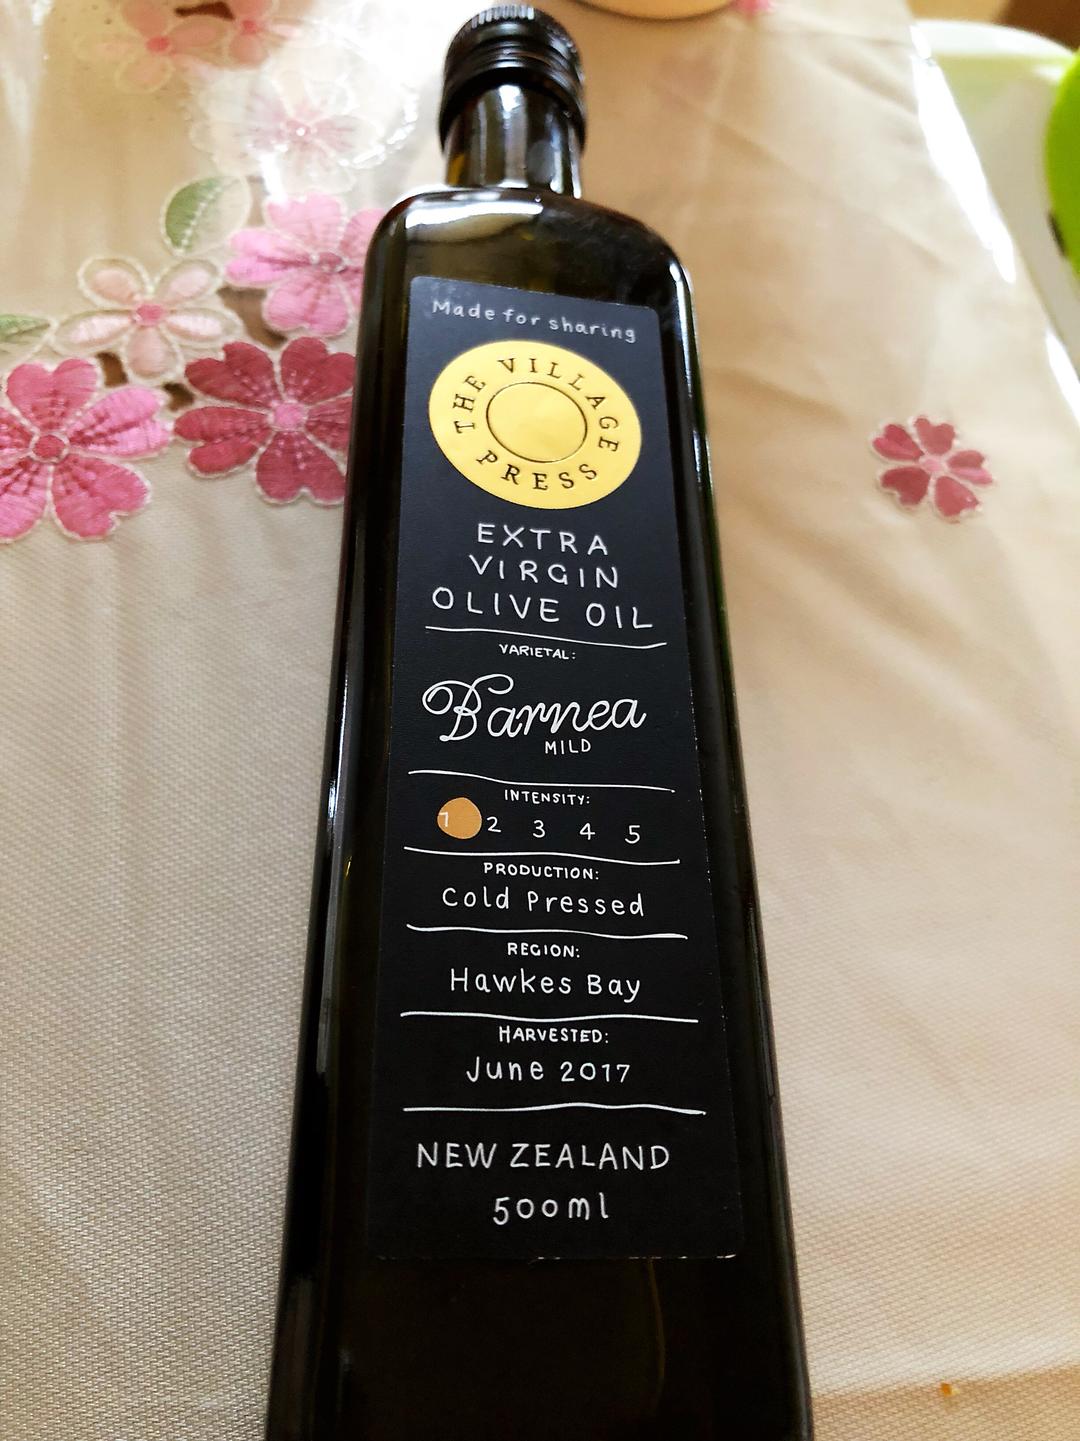 Made for sharing
THE VILLAGE
PRESS
EXTRA
VIRGIN
OLIVE OIL
VARIETAL:
Barnea
MILD
INTENSITY:
1 2 3 4 5
PRODUCTION:
Cold Pressed
REGION:
Hawkes Bay
HARVESTED:
June 2017
NEW ZEALAND
500ml